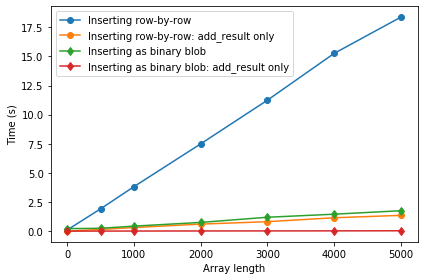 Inserting row-by-row
Inserting row-by-row: add_result only
Inserting as binary blob
Inserting as binary blob: add_result only
17.5
15.0
12.5
10.0
7.5
5.0
2.5
0.0
Time (s)
0 1000 2000 3000 4000 5000
Array length